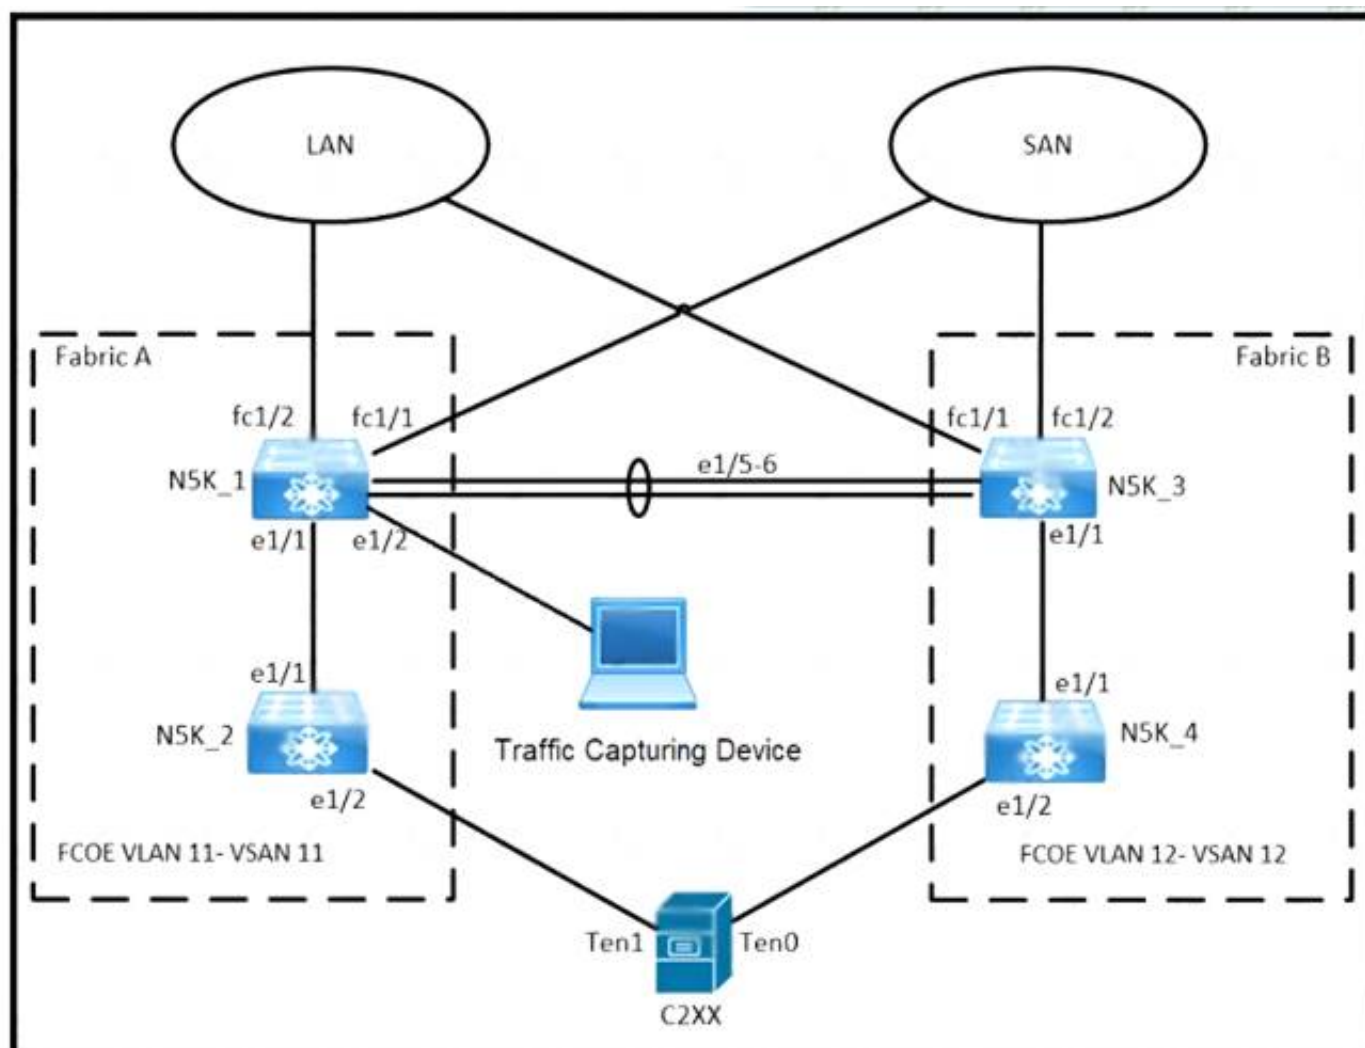 LAN
SAN
Fabric A
Fabric B
fc1/2
fc1/1
fc1/1
fc1/2
N5K_1
e1/5-6
N5K_3
e1/1
e1/2
e1/1
e1/1
e1/1
N5K_2
N5K_4
Traffic Capturing Device
e1/2
e1/2
FCOE VLAN 11- VSAN 11
FCOE VLAN 12- VSAN 12
Ten1
Ten0
C2XX